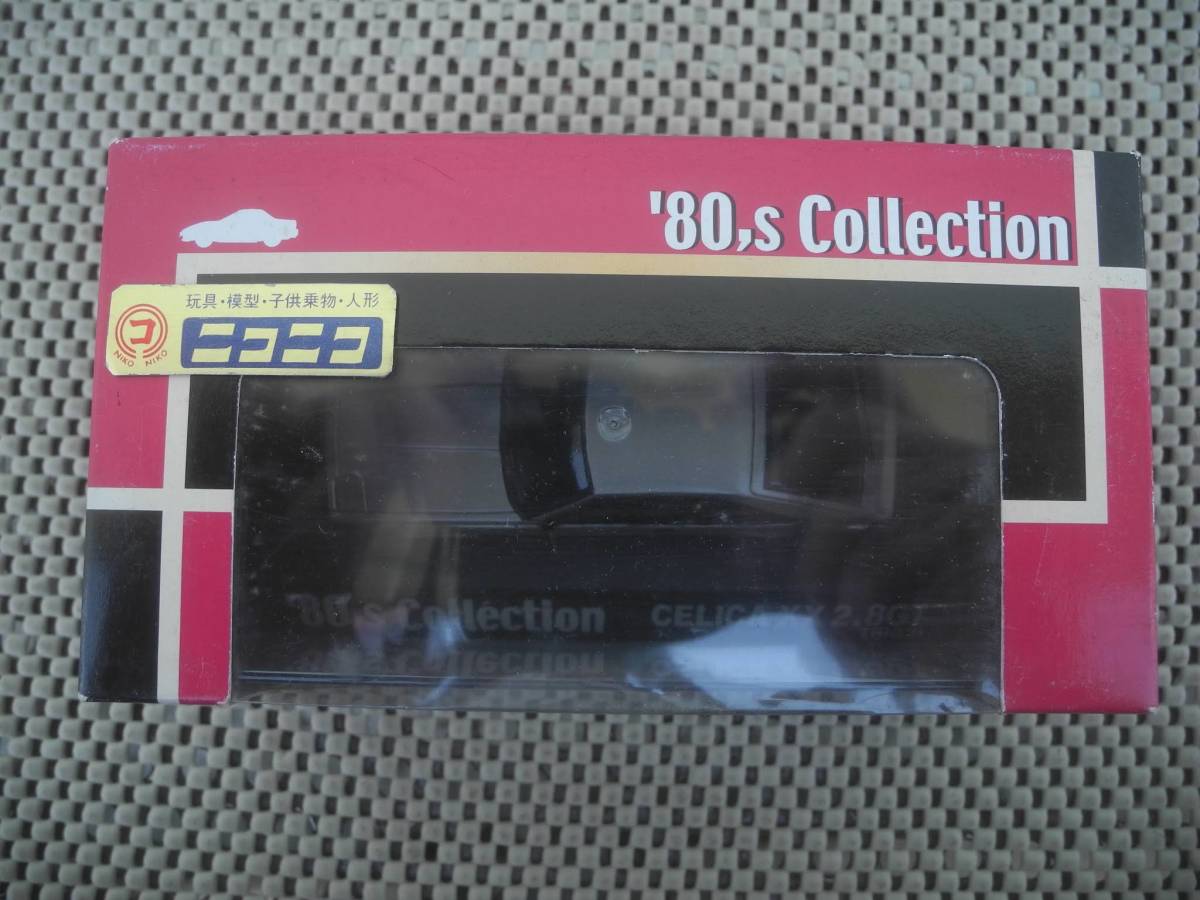 '80,s Collection
玩具・模型・子供乗物・人形
コ
NIKO NIKO
ニコニコ
'80,s Collection CELICA XX 2.8GT